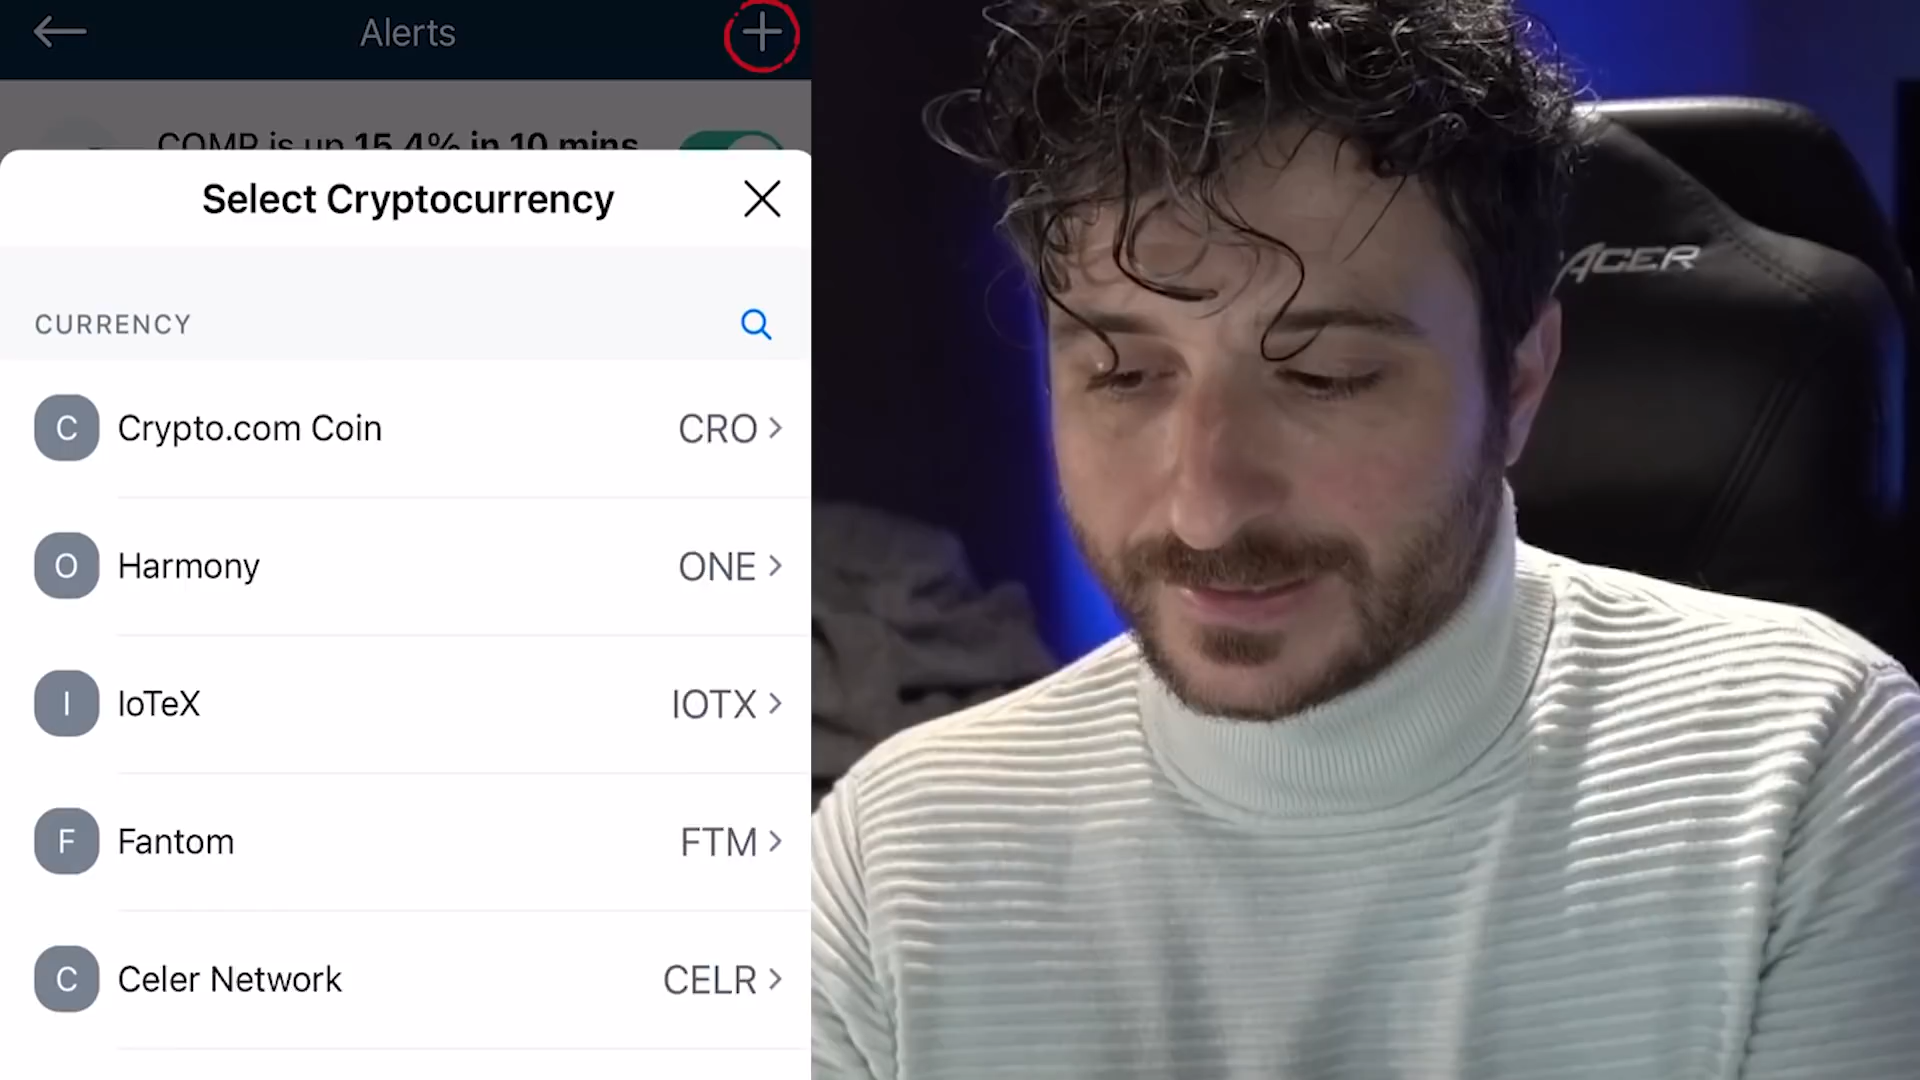 Alerts
COMP is up 15.4% in 10 mins
Select Cryptocurrency
CURRENCY
C Crypto.com Coin CRO
O Harmony ONE
I IoTeX IOTX
F Fantom FTM
C Celer Network CELR
ACER